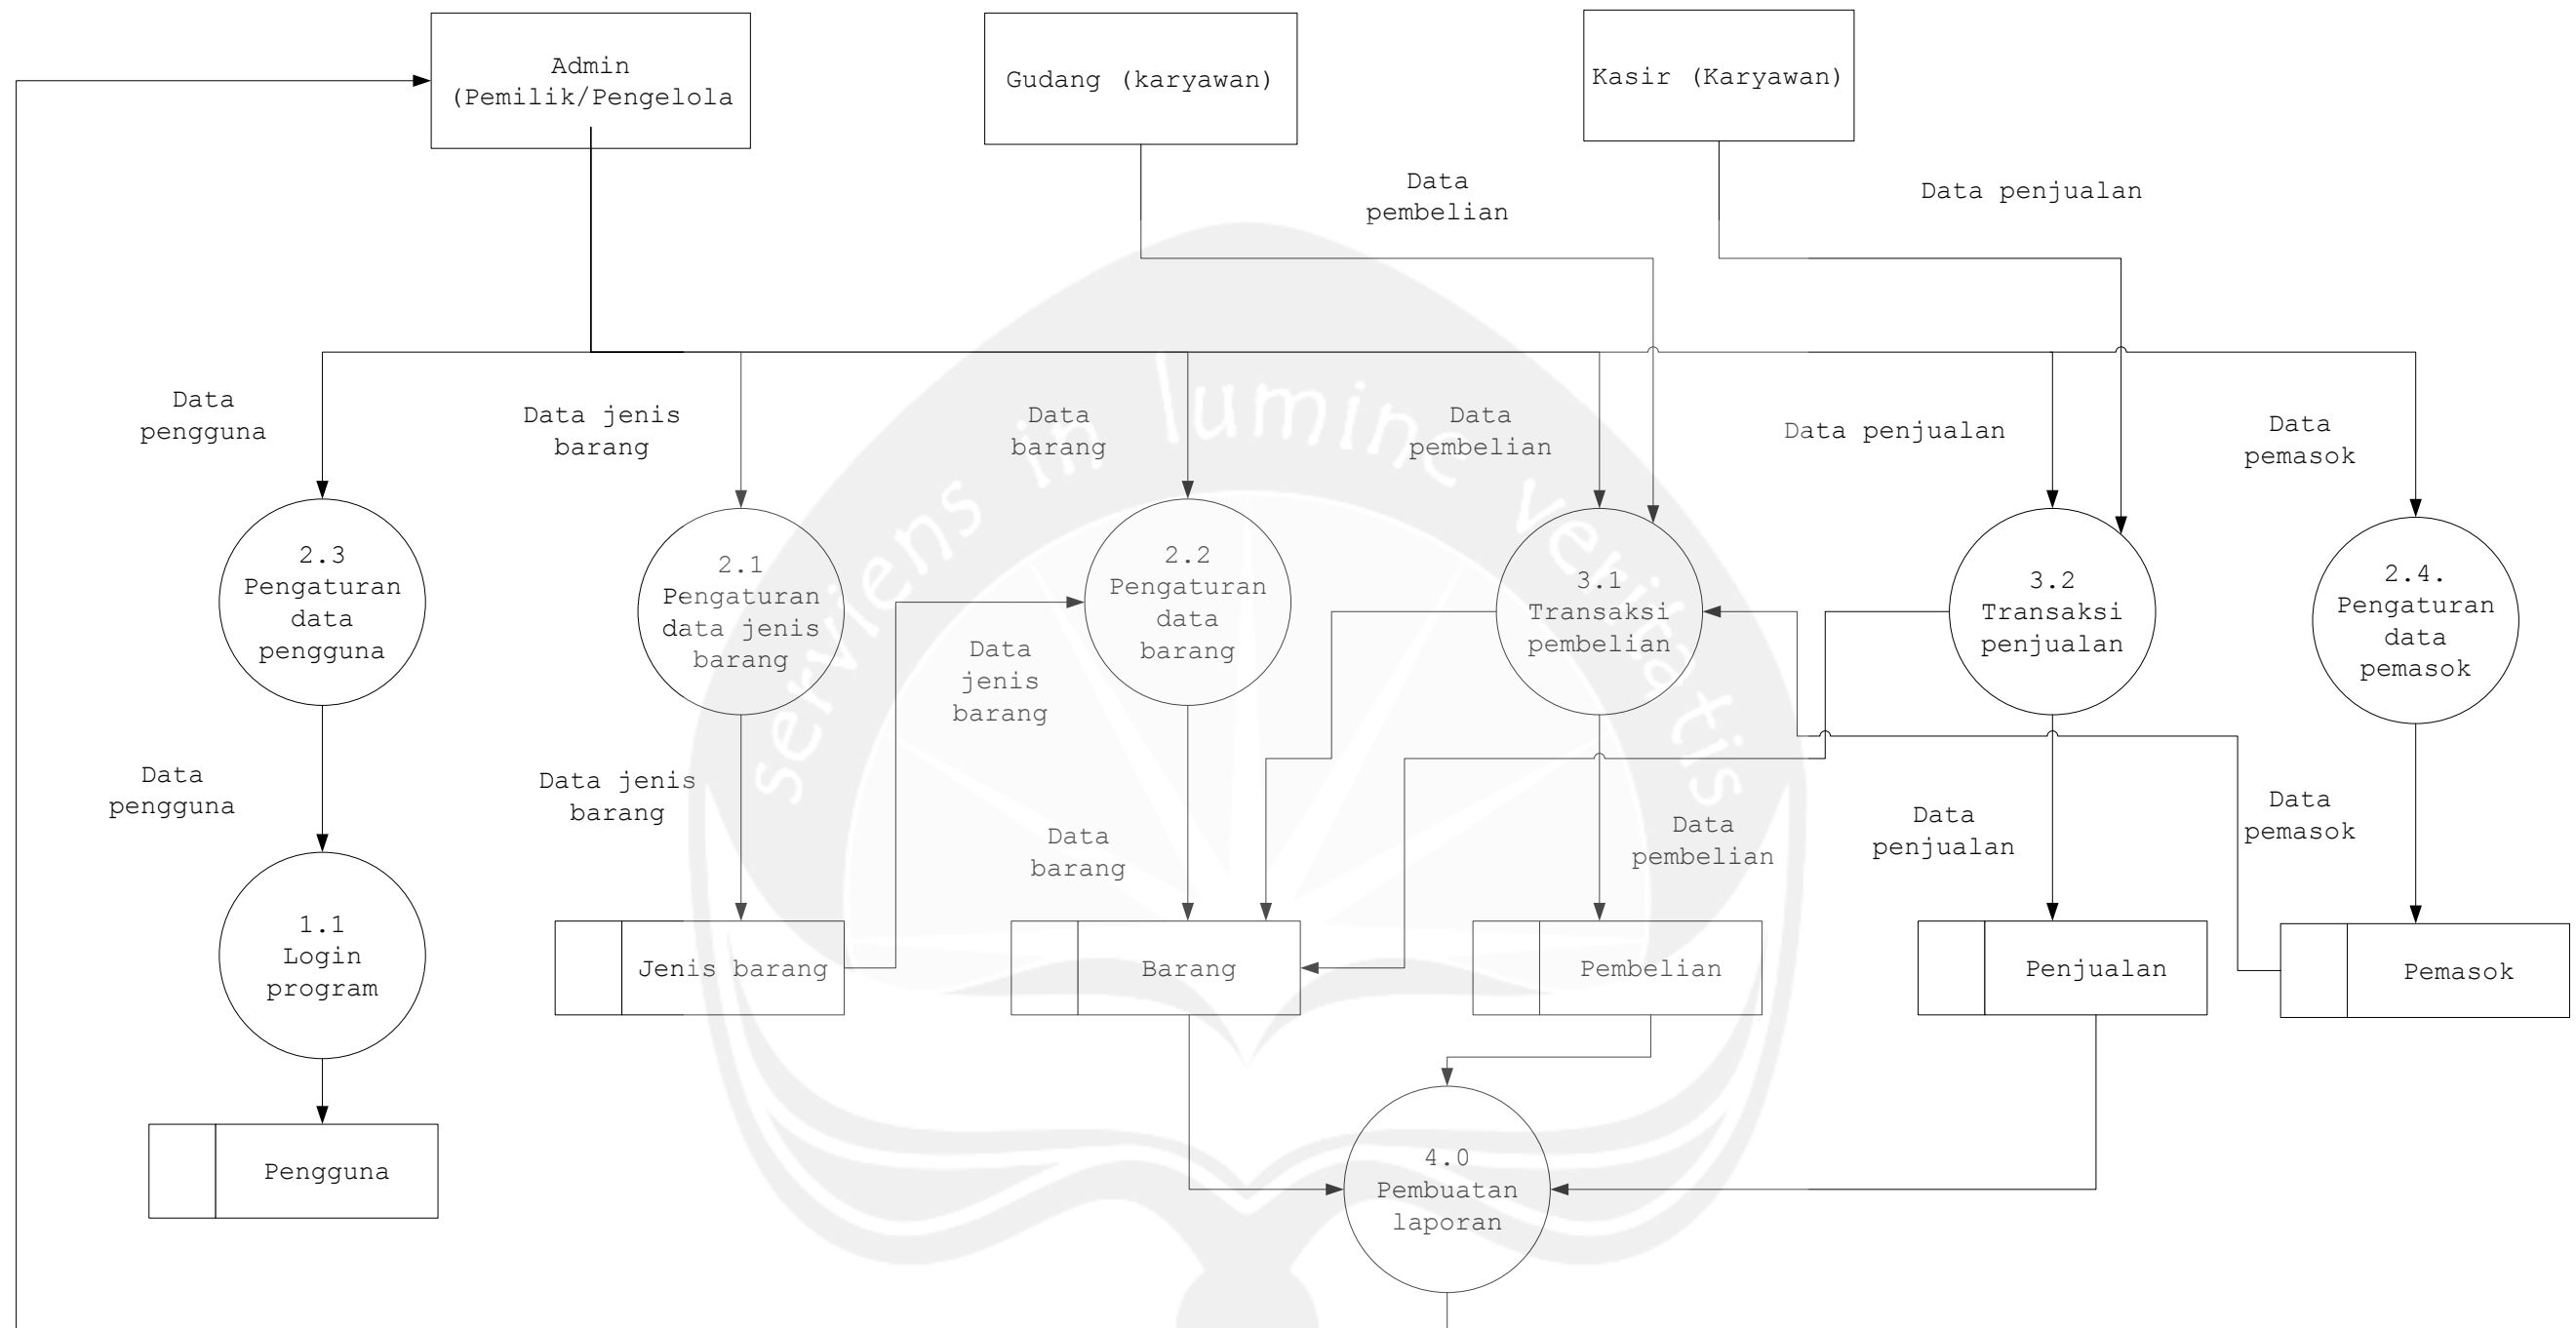 Admin
(Pemilik/Pengelola
Gudang (karyawan)
Kasir (Karyawan)
Data
pembelian
Data penjualan
Data
pengguna
Data jenis
barang
Data
barang
Data
pembelian
Data penjualan
Data
pemasok
2.3
Pengaturan
data
pengguna
2.1
Pengaturan
data jenis
barang
2.2
Pengaturan
data
barang
3.1
Transaksi
pembelian
3.2
Transaksi
penjualan
2.4.
Pengaturan
data
pemasok
Data
jenis
barang
Data
pengguna
Data jenis
barang
Data
barang
Data
pembelian
Data
penjualan
Data
pemasok
1.1
Login
program
Jenis barang
Barang
Pembelian
Penjualan
Pemasok
Pengguna
4.0
Pembuatan
laporan
serviens in lumine veritatis